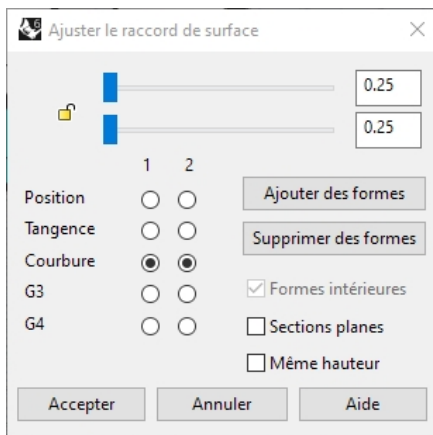 Ajuster le raccord de surface
0.25
0.25
1 2
Position
Tangence
Courbure
G3
G4
Ajouter des formes
Supprimer des formes
Formes intérieures
Sections planes
Même hauteur
Accepter Annuler Aide